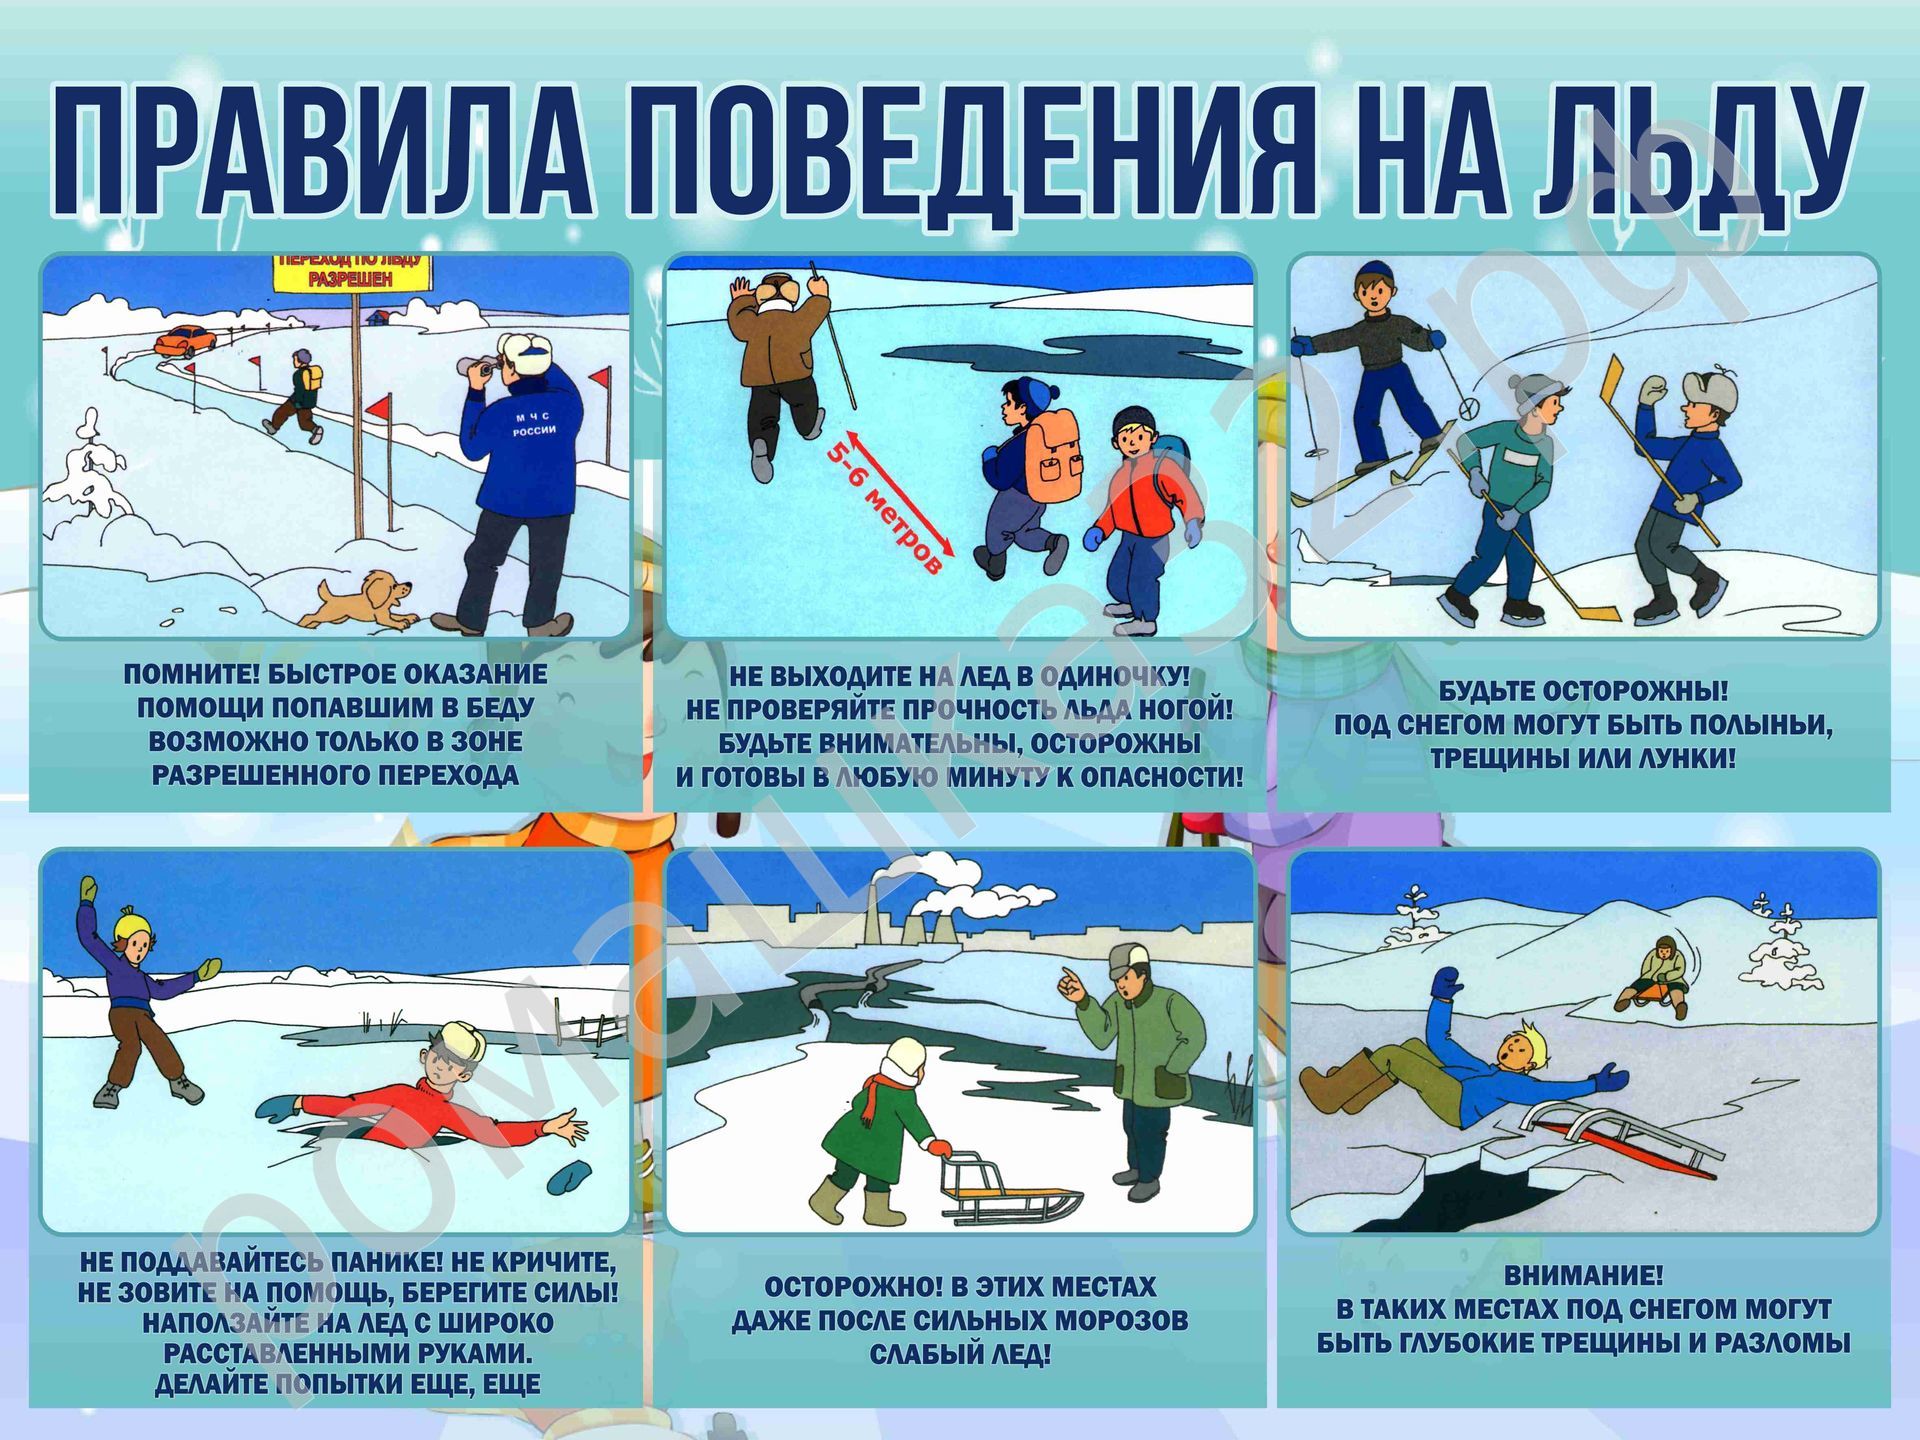 ПРАВИЛА ПОВЕДЕНИЯ НА ЛЬДУ
ПЕРЕХОД ПО ЛЬДУ
РАЗРЕШЕН
М Ч С
РОССИИ
ПОМНИТЕ! БЫСТРОЕ ОКАЗАНИЕ
ПОМОЩИ ПОПАВШИМ В БЕДУ
ВОЗМОЖНО ТОЛЬКО В ЗОНЕ
РАЗРЕШЕННОГО ПЕРЕХОДА
5-6 метров
НЕ ВЫХОДИТЕ НА ЛЕД В ОДИНОЧКУ!
НЕ ПРОВЕРЯЙТЕ ПРОЧНОСТЬ ЛЬДА НОГОЙ!
БУДЬТЕ ВНИМАТЕЛЬНЫ, ОСТОРОЖНЫ
И ГОТОВЫ В ЛЮБУЮ МИНУТУ К ОПАСНОСТИ!
БУДЬТЕ ОСТОРОЖНЫ!
ПОД СНЕГОМ МОГУТ БЫТЬ ПОЛЫНЬИ,
ТРЕЩИНЫ ИЛИ ЛУНКИ!
НЕ ПОДДАВАЙТЕСЬ ПАНИКЕ! НЕ КРИЧИТЕ,
НЕ ЗОВИТЕ НА ПОМОЩЬ, БЕРЕГИТЕ СИЛЫ!
НАПОЛЗАЙТЕ НА ЛЕД С ШИРОКО
РАССТАВЛЕННЫМИ РУКАМИ.
ДЕЛАЙТЕ ПОПЫТКИ ЕЩЕ, ЕЩЕ
ОСТОРОЖНО! В ЭТИХ МЕСТАХ
ДАЖЕ ПОСЛЕ СИЛЬНЫХ МОРОЗОВ
СЛАБЫЙ ЛЕД!
ВНИМАНИЕ!
В ТАКИХ МЕСТАХ ПОД СНЕГОМ МОГУТ
БЫТЬ ГЛУБОКИЕ ТРЕЩИНЫ И РАЗЛОМЫ
ромашка32.рф